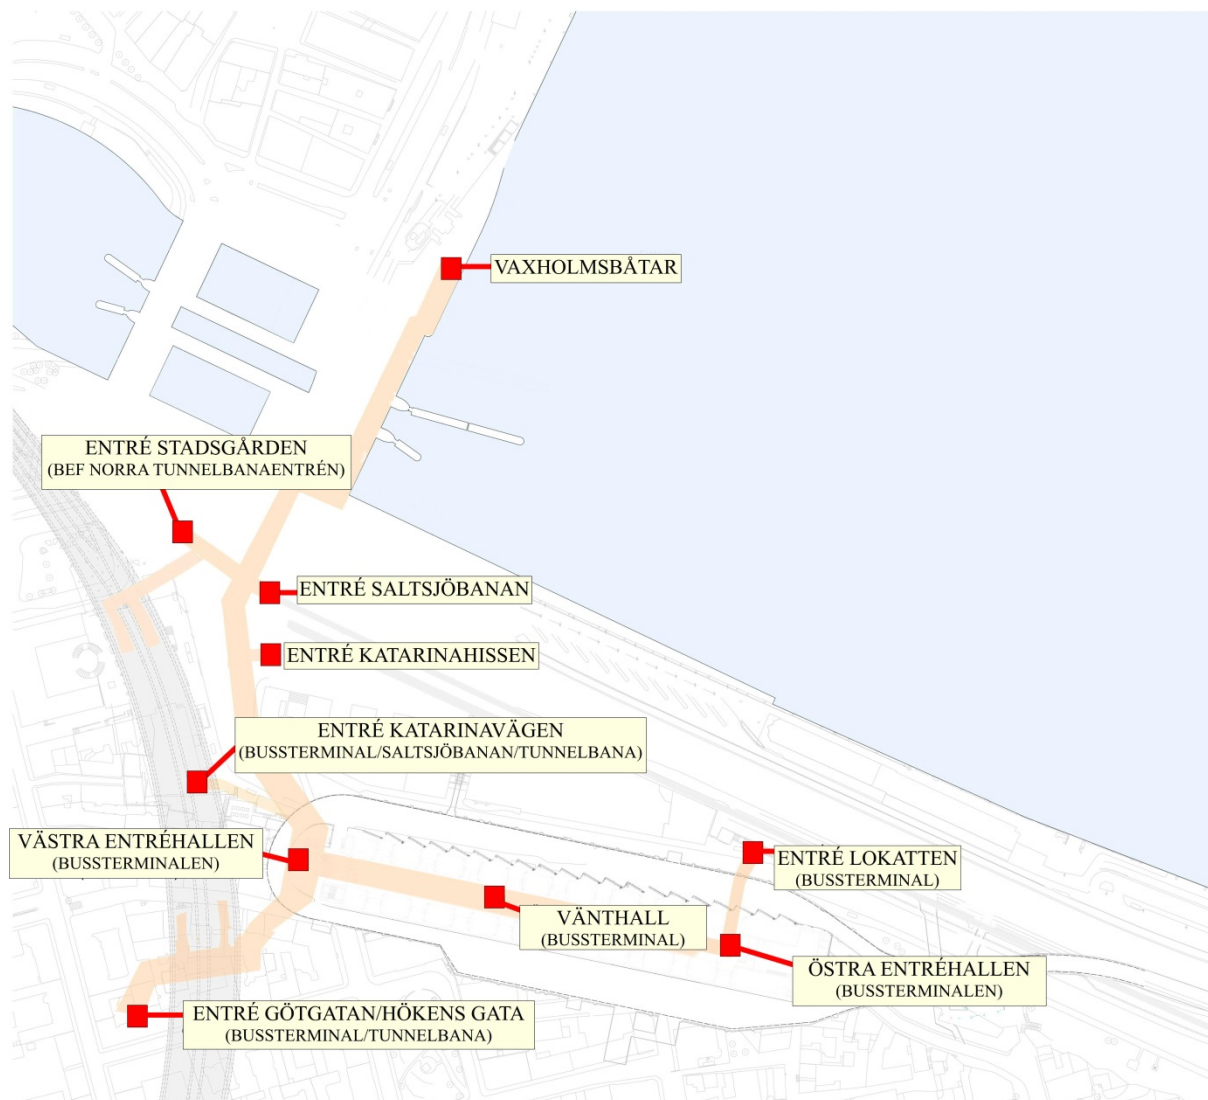 VAXHOLMSBÅTAR
ENTRÉ STADSGÅRDEN
(BEF NORRA TUNNELBANAENTRÉN)
ENTRÉ SALTSJÖBANAN
ENTRÉ KATARINAHISSEN
ENTRÉ KATARINAVÄGEN
(BUSSTERMINAL/SALTSJÖBANAN/TUNNELBANA)
VÄSTRA ENTRÉHALLEN
(BUSSTERMINALEN)
ENTRÉ LOKATTEN
(BUSSTERMINAL)
VÄNTHALL
(BUSSTERMINAL)
ÖSTRA ENTRÉHALLEN
(BUSSTERMINALEN)
ENTRÉ GÖTGATAN/HÖKENS GATA
(BUSSTERMINAL/TUNNELBANA)